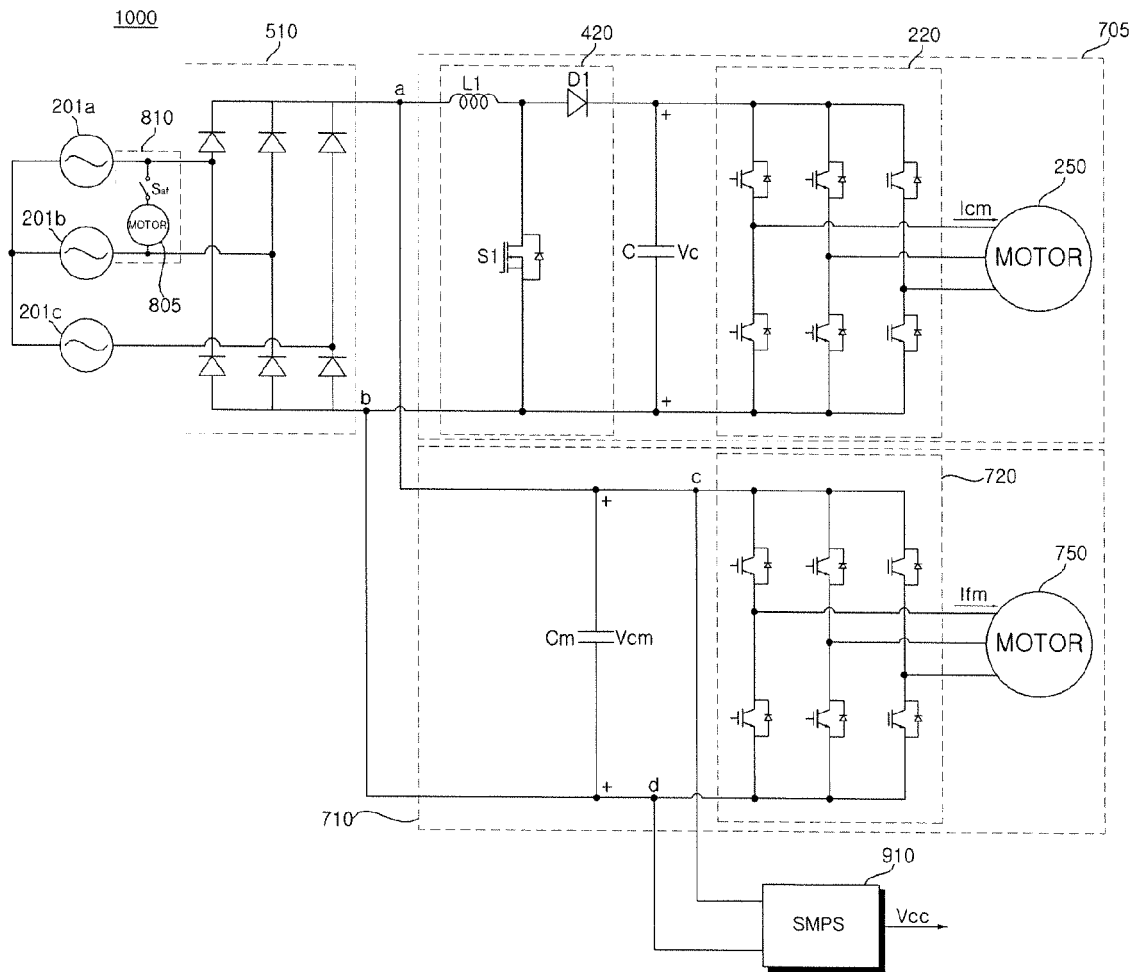 1000
510
420
220
705
D1
L1
a
201a
810
+
Saf
250
Icm
201b
MOTOR
MOTOR
S1
C
Vc
805
201c
b
+
c
720
+
750
Ifm
Cm
Vcm
MOTOR
+
d
710
910
SMPS
Vcc